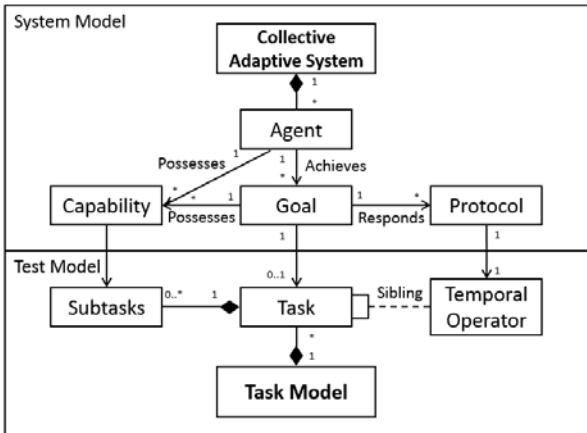 System Model
Collective
Adaptive System
1
*
Agent
Possesses
1
1
Achieves
*
*
*
1
1
*
Capability
Possesses
Goal
Responds
Protocol
1
1
Test Model
0..*
1
0..1
Sibling
1
Subtasks
Task
Temporal
Operator
*
1
Task Model